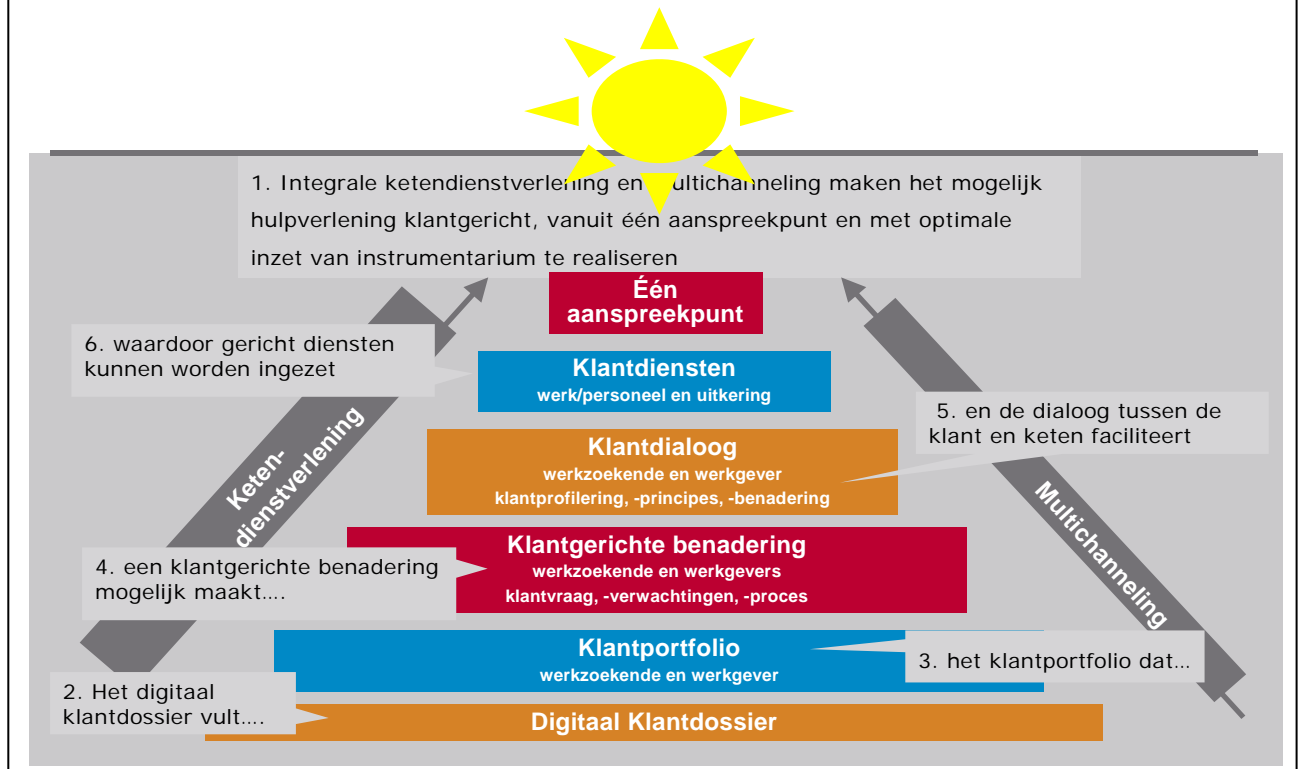 1. Integrale ketendienstverlening en multichanneling maken het mogelijk
hulpverlening klantgericht, vanuit één aanspreekpunt en met optimale
inzet van instrumentarium te realiseren
Één
aanspreekpunt
6. waardoor gericht diensten
kunnen worden ingezet
Klantdiensten
werk/personeel en uitkering
5. en de dialoog tussen de
klant en keten faciliteert
Klantdialoog
werkzoekende en werkgever
klantprofilering, -principes, -benadering
Keten-
dienstverlening
Multichanneling
Klantgerichte benadering
werkzoekende en werkgevers
klantvraag, -verwachtingen, -proces
4. een klantgerichte benadering
mogelijk maakt....
Klantportfolio
werkzoekende en werkgever
3. het klantportfolio dat...
2. Het digitaal
klantdossier vult....
Digitaal Klantdossier